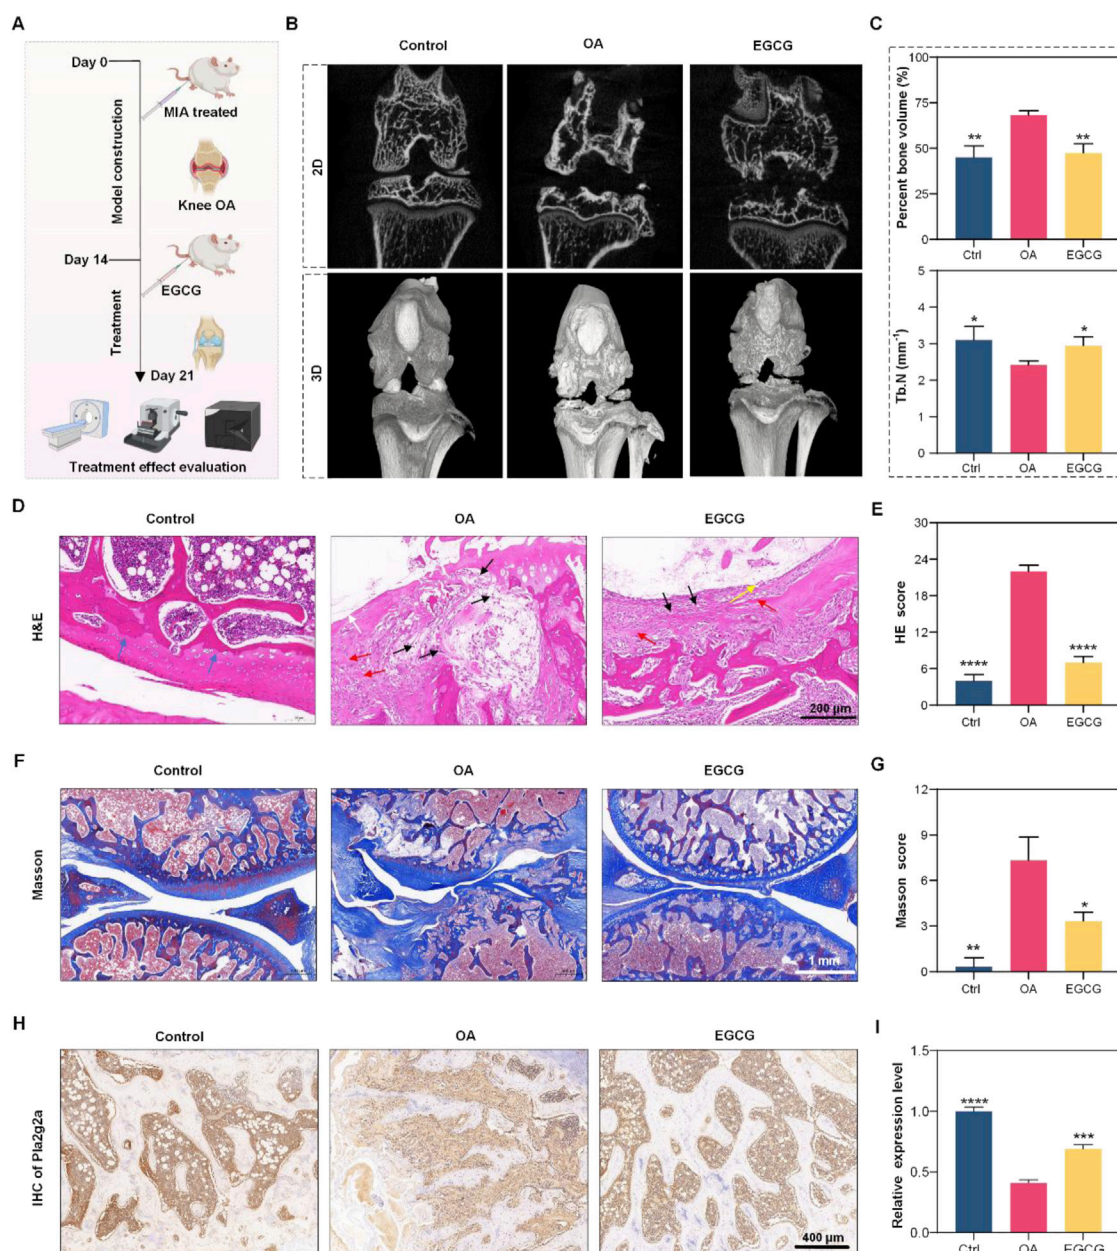 A
Day 0
MIA treated
Model construction
Knee OA
Day 14
EGCG
Treatment
Day 21
Treatment effect evaluation
B
Control
OA
EGCG
2D
3D
C
Percent bone volume (%)
100
75
50
25
0
**
**
Ctrl
OA
EGCG
Tb.N (mm⁻¹)
5
4
3
2
1
0
*
*
Ctrl
OA
EGCG
D
Control
OA
EGCG
H&E
200 μm
E
HE score
30
24
18
12
6
0
****
****
Ctrl
OA
EGCG
F
Control
OA
EGCG
Masson
1 mm
G
Masson score
12
9
6
3
0
**
*
Ctrl
OA
EGCG
H
Control
OA
EGCG
IHC of Pla2g2a
400 μm
I
Relative expression level
1.5
1.0
0.5
0.0
****
***
Ctrl
OA
EGCG